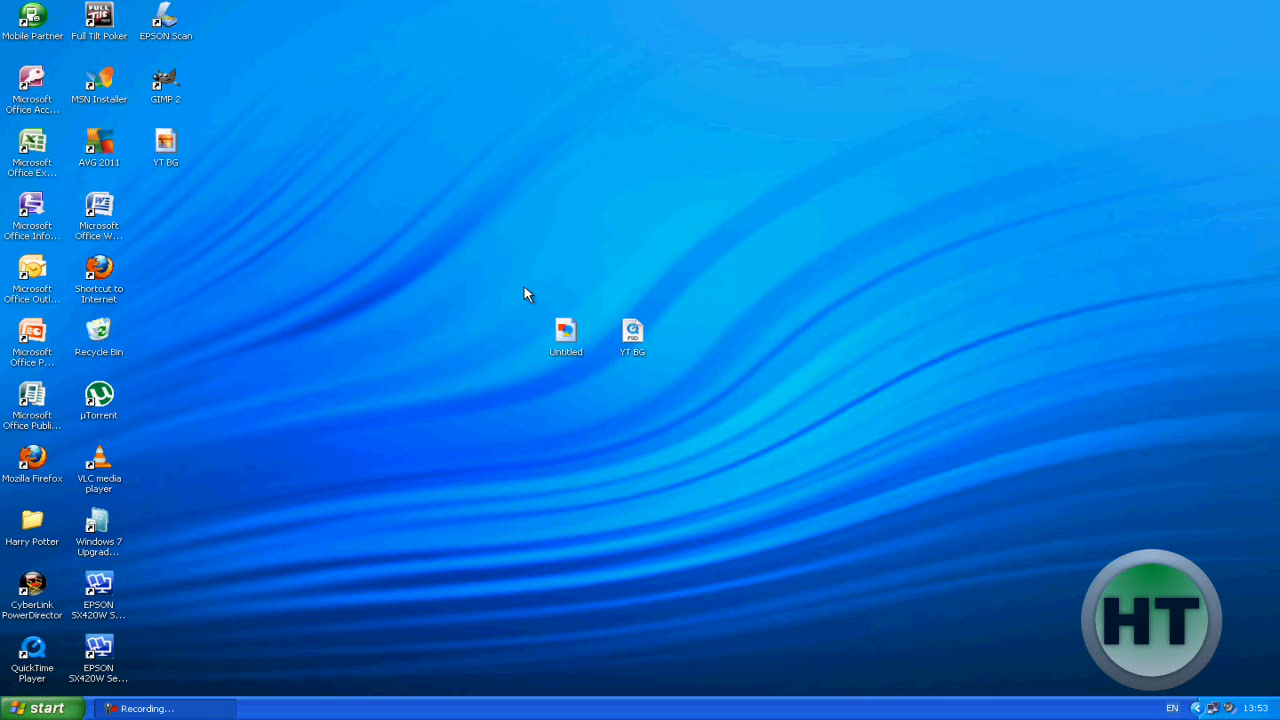 Mobile Partner
Full Tilt Poker
EPSON Scan
Microsoft
Office Acc...
MSN Installer
GIMP 2
Microsoft
Office Ex...
AVG 2011
YT BG
Microsoft
Office Info...
Microsoft
Office W...
Microsoft
Office Outl...
Shortcut to
Internet
Microsoft
Office P...
Recycle Bin
Untitled
PSD
YT BG
Microsoft
Office Publi...
µTorrent
Mozilla Firefox
VLC media
player
Harry Potter
Windows 7
Upgrad...
CyberLink
PowerDirector
EPSON
SX420W S...
QuickTime
Player
EPSON
SX420W Se...
HT
start
Recording...
EN
13:53